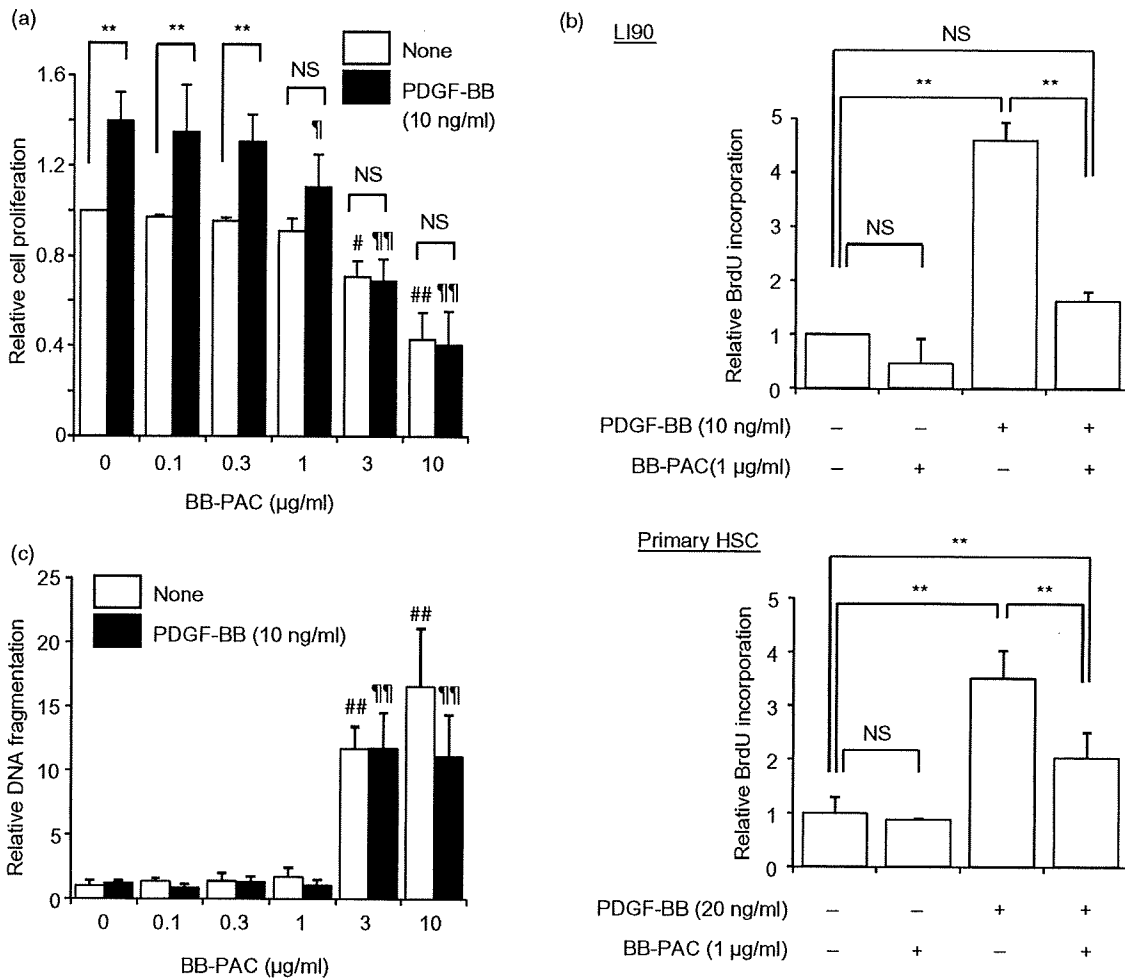 (a)
** ** **
None
PDGF-BB
(10 ng/ml)
NS
¶
NS
# ¶¶
NS
## ¶¶
1.6
1.2
0.8
0.4
0
Relative cell proliferation
0 0.1 0.3 1 3 10
BB-PAC (µg/ml)
(b)
LI90
NS
** **
NS
5
4
3
2
1
0
Relative BrdU incorporation
PDGF-BB (10 ng/ml) – – + +
BB-PAC(1 µg/ml) – + – +
Primary HSC
**
** **
NS
5
4
3
2
1
0
Relative BrdU incorporation
PDGF-BB (20 ng/ml) – – + +
BB-PAC (1 µg/ml) – + – +
(c)
None
PDGF-BB (10 ng/ml)
## ¶¶
## ¶¶
25
20
15
10
5
0
Relative DNA fragmentation
0 0.1 0.3 1 3 10
BB-PAC (µg/ml)